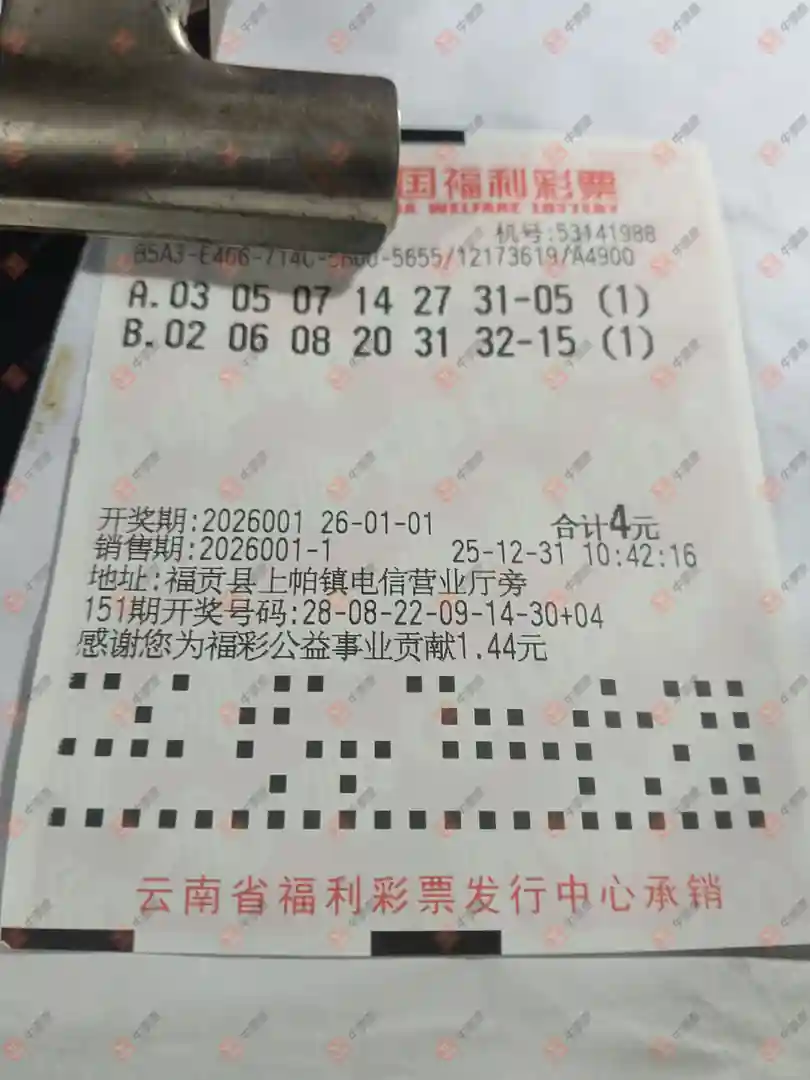 国福利彩票
WELFARE LOTTERY
机号:53141988
5655/12173619/A4900
A.03 05 07 14 27 31-05 (1)
B.02 06 08 20 31 32-15 (1)
开奖期:2026001 26-01-01 合计4元
销售期:2026001-1 25-12-31 10:42:16
地址:福贡县上帕镇电信营业厅旁
151期开奖号码:28-08-22-09-14-30+04
感谢您为福彩公益事业贡献1.44元
云南省福利彩票发行中心承销